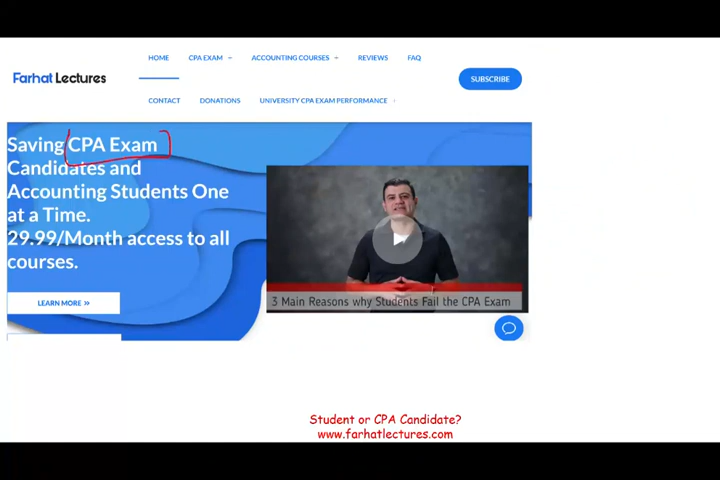 HOME
CPA EXAM
ACCOUNTING COURSES
REVIEWS
FAQ
Farhat Lectures
SUBSCRIBE
CONTACT
DONATIONS
UNIVERSITY CPA EXAM PERFORMANCE
Saving CPA Exam
Candidates and
Accounting Students One
at a Time.
29.99/Month access to all
courses.
3 Main Reasons why Students Fail the CPA Exam
LEARN MORE »
Student or CPA Candidate?
www.farhatlectures.com